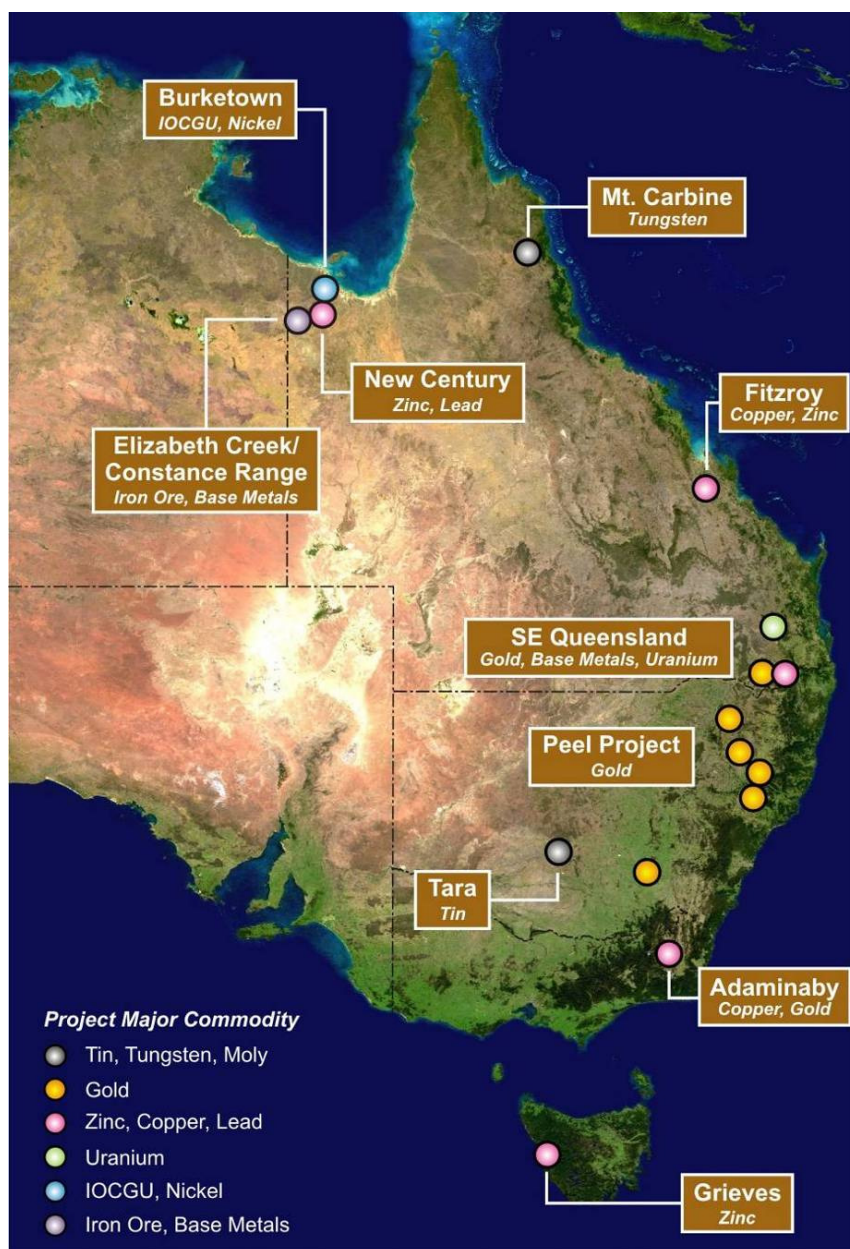 Burketown
IOCGU, Nickel
Mt. Carbine
Tungsten
New Century
Zinc, Lead
Fitzroy
Copper, Zinc
Elizabeth Creek/
Constance Range
Iron Ore, Base Metals
SE Queensland
Gold, Base Metals, Uranium
Peel Project
Gold
Tara
Tin
Adaminaby
Copper, Gold
Project Major Commodity
Tin, Tungsten, Moly
Gold
Zinc, Copper, Lead
Uranium
IOCGU, Nickel
Iron Ore, Base Metals
Grieves
Zinc